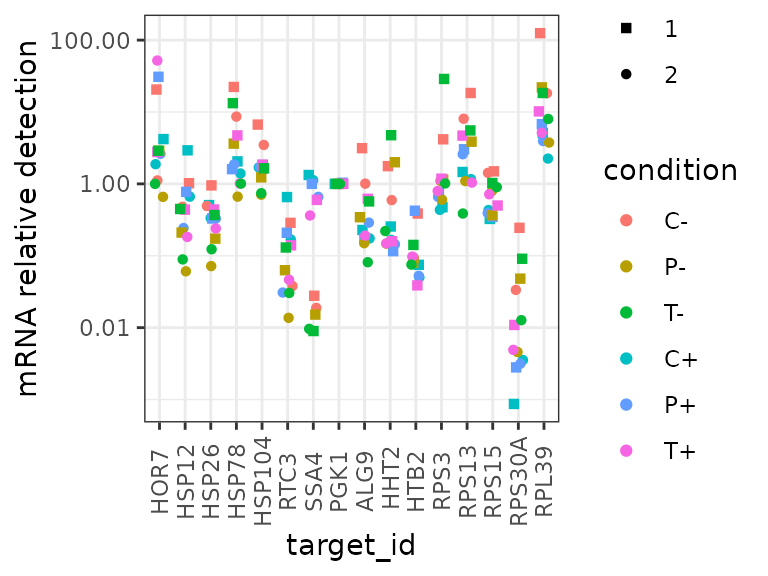 mRNA relative detection
100.00
1.00
0.01
HOR7
HSP12
HSP26
HSP78
HSP104
RTC3
SSA4
PGK1
ALG9
HHT2
HTB2
RPS3
RPS13
RPS15
RPS30A
RPL39
target_id
1
2
condition
C-
P-
T-
C+
P+
T+